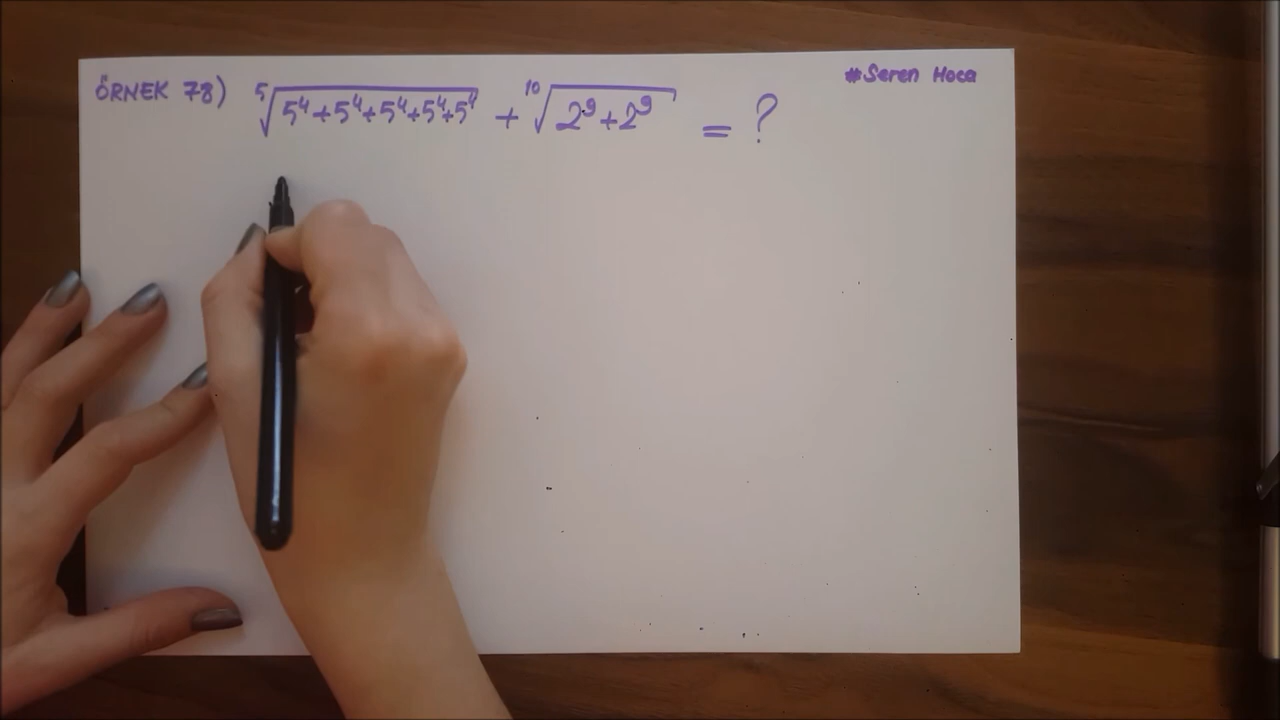 ÖRNEK 78) ⁵√(5⁴+5⁴+5⁴+5⁴+5⁴) + ¹⁰√(2⁹+2⁹) = ?
#Seren Hoca